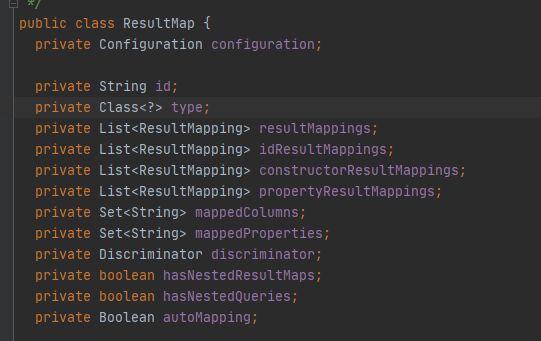 */
public class ResultMap {
private Configuration configuration;
private String id;
private Class<?> type;
private List<ResultMapping> resultMappings;
private List<ResultMapping> idResultMappings;
private List<ResultMapping> constructorResultMappings;
private List<ResultMapping> propertyResultMappings;
private Set<String> mappedColumns;
private Set<String> mappedProperties;
private Discriminator discriminator;
private boolean hasNestedResultMaps;
private boolean hasNestedQueries;
private Boolean autoMapping;